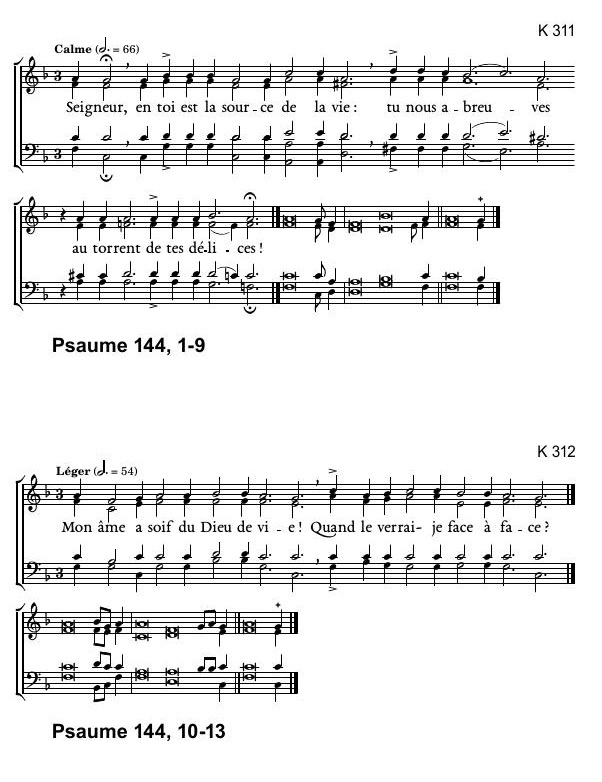 K 311
Calme (𝅗𝅥. = 66)
Seigneur, en toi est la sour - ce de la vie : tu nous a - breu - ves
au torrent de tes dé-li - ces !
Psaume 144, 1-9
K 312
Léger (𝅗𝅥. = 54)
Mon âme a soif du Dieu de vi - e ! Quand le verrai- je face à fa - ce ?
Psaume 144, 10-13